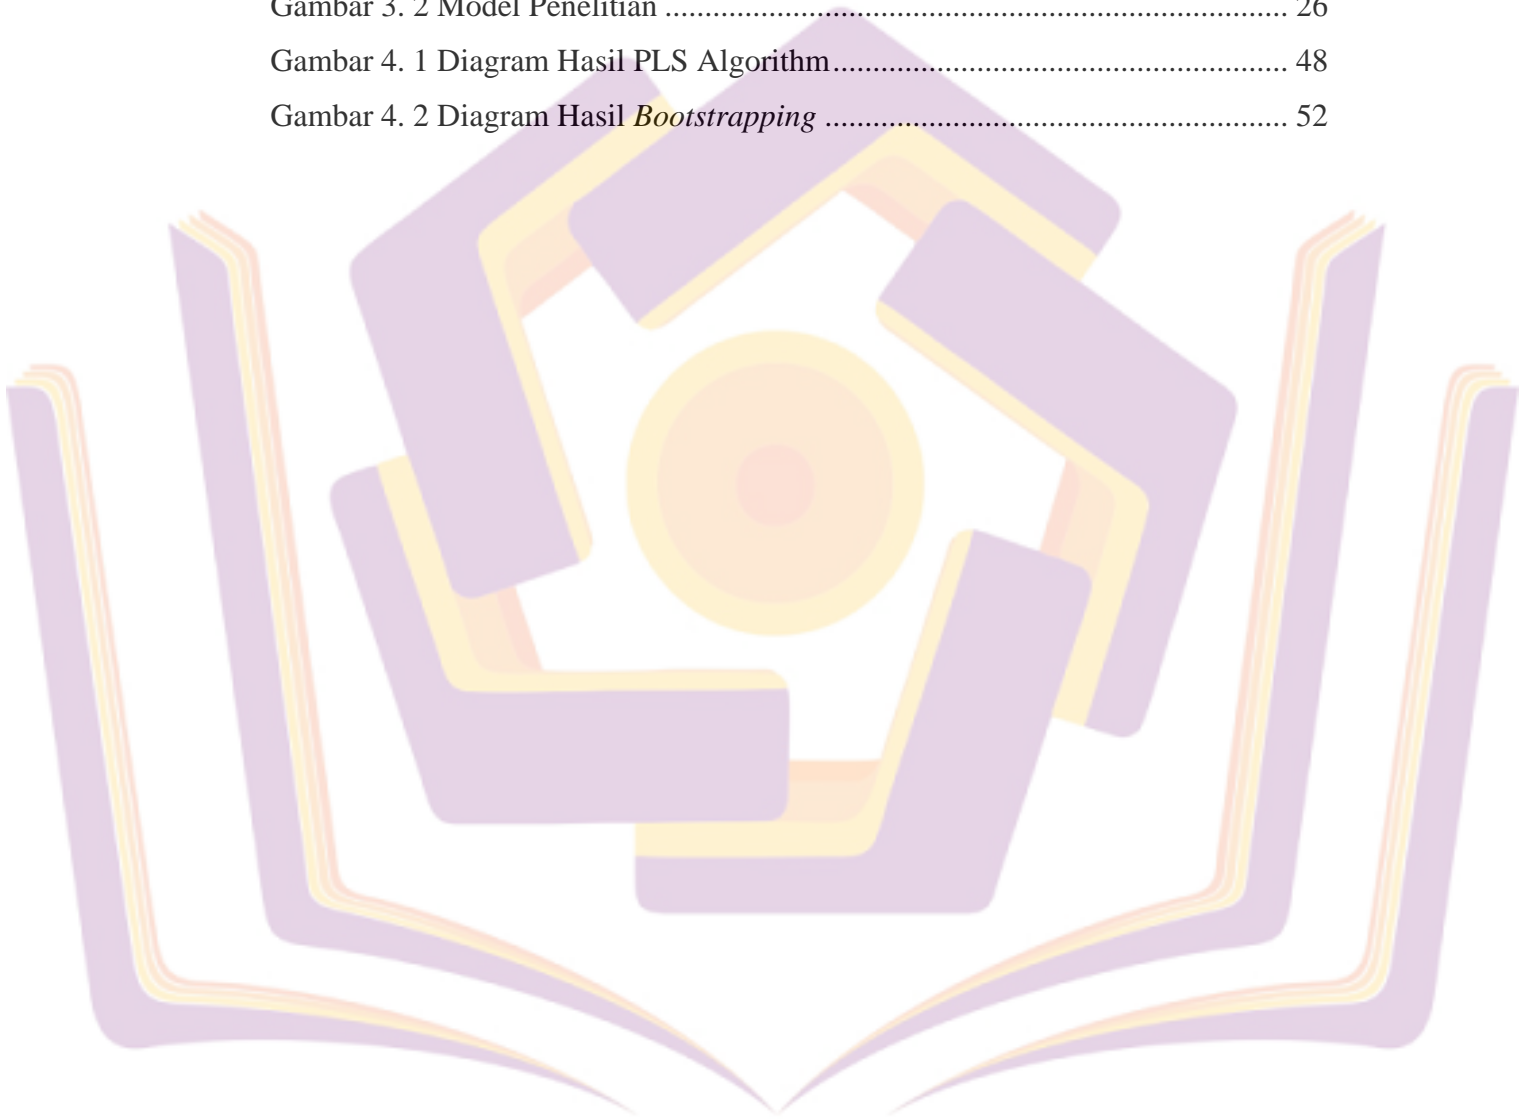 Gambar 3. 2 Model Penelitian .............................................................................. 26
Gambar 4. 1 Diagram Hasil PLS Algorithm......................................................... 48
Gambar 4. 2 Diagram Hasil Bootstrapping .......................................................... 52